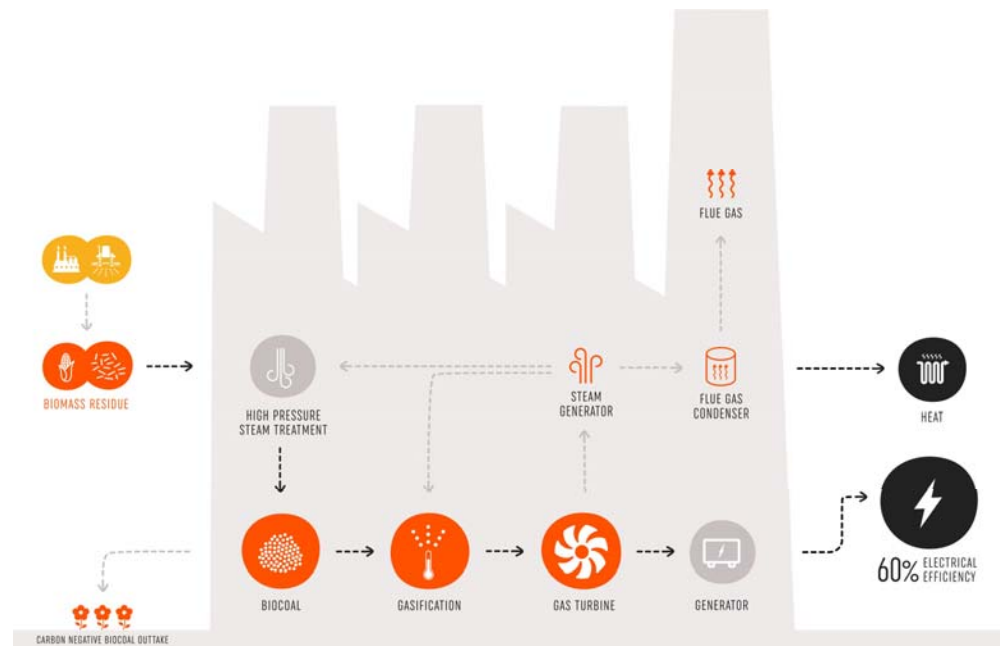 FLUE GAS
BIOMASS RESIDUE
HIGH PRESSURE
STEAM TREATMENT
STEAM
GENERATOR
FLUE GAS
CONDENSER
HEAT
BIOCOAL
GASIFICATION
GAS TURBINE
GENERATOR
60% ELECTRICAL
EFFICIENCY
CARBON NEGATIVE BIOCOAL OUTTAKE